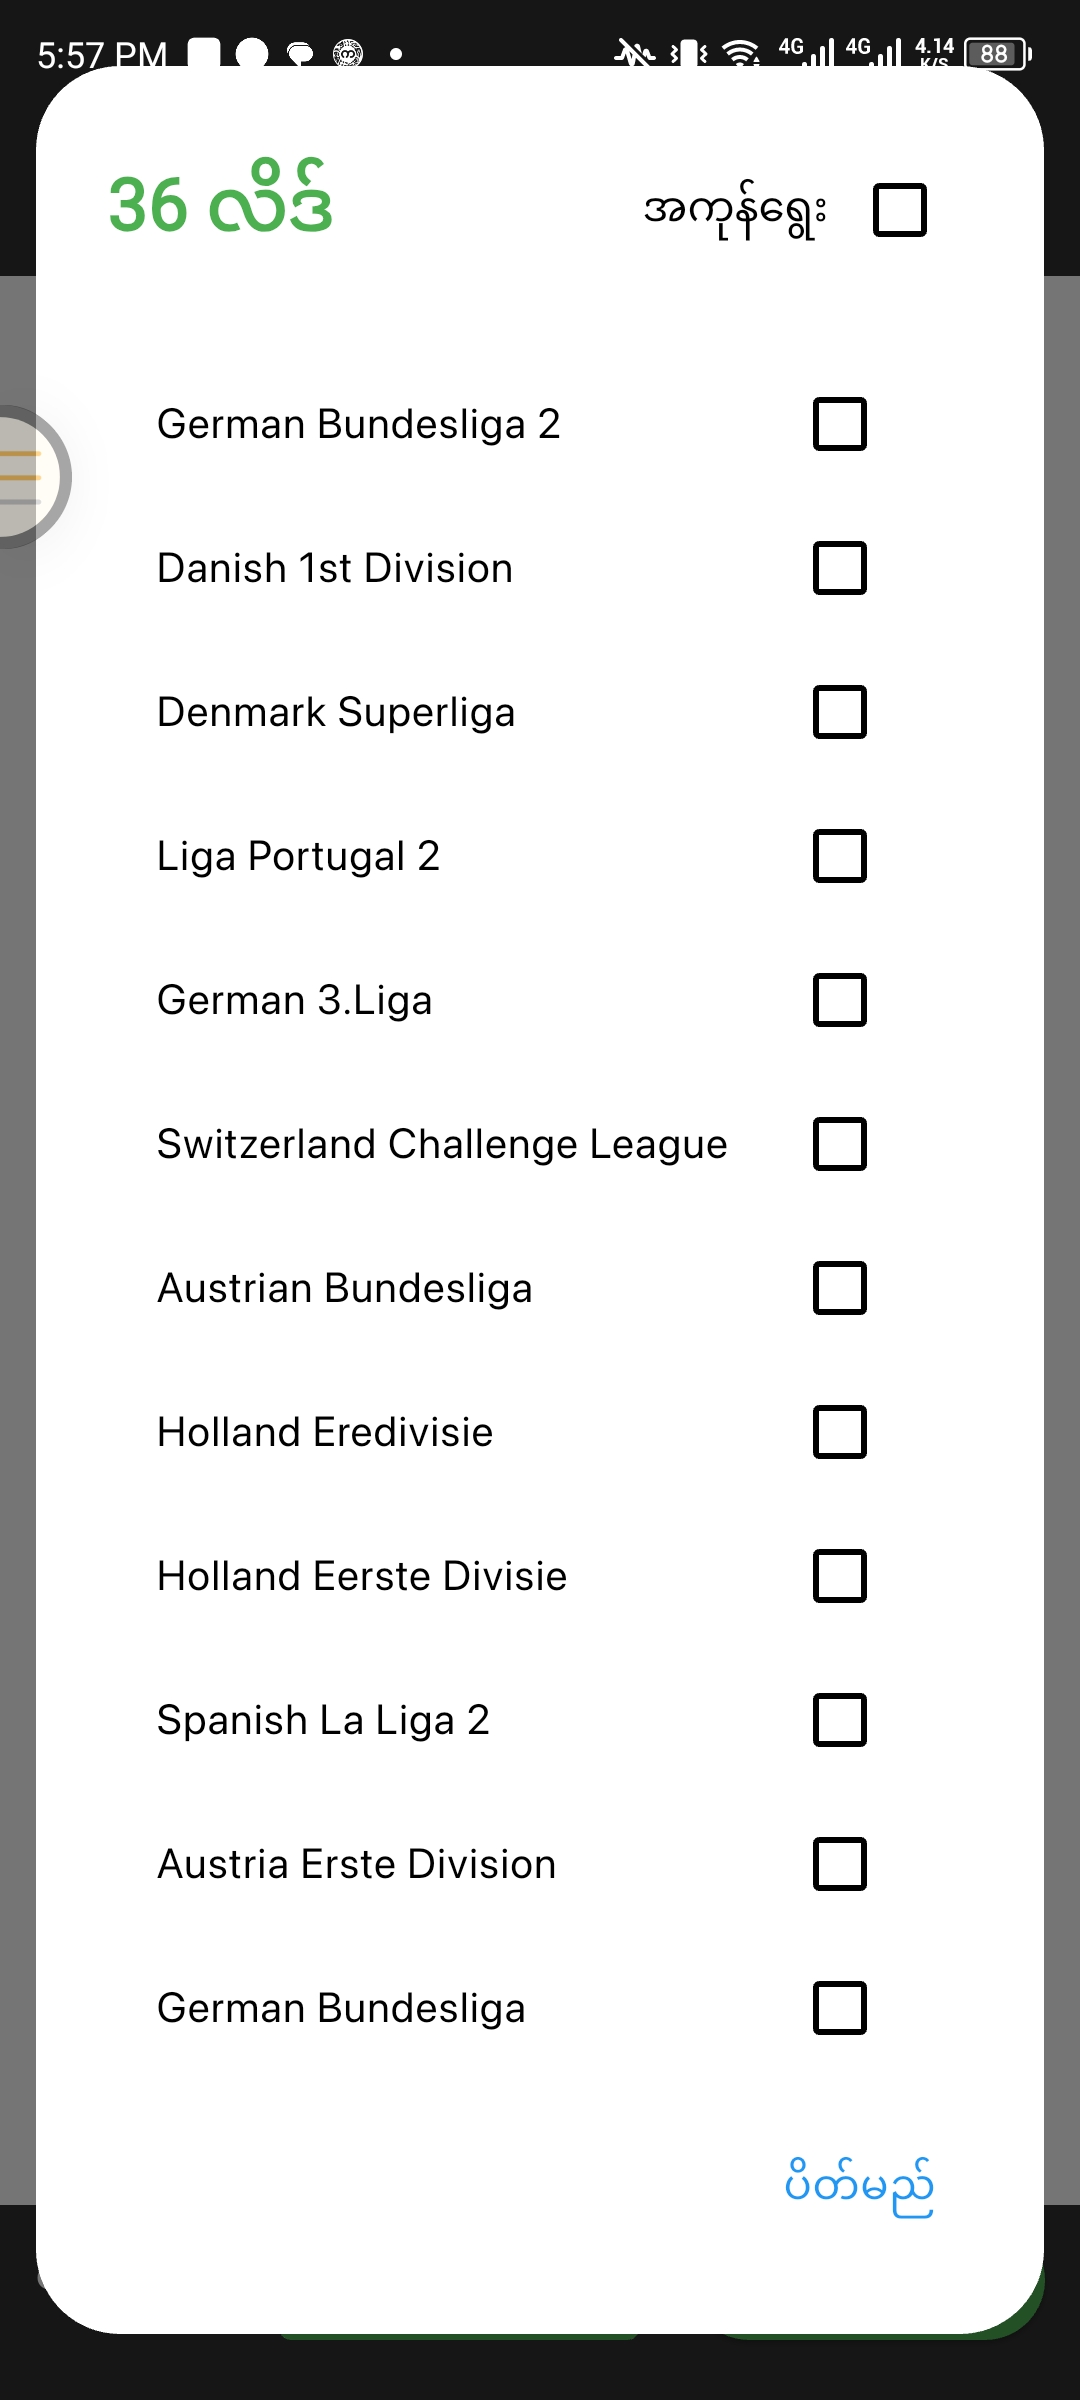 5:57 PM
4G 4G 4.14 K/S 88
36 လိဒ်
အကုန်ရွေး
German Bundesliga 2
Danish 1st Division
Denmark Superliga
Liga Portugal 2
German 3.Liga
Switzerland Challenge League
Austrian Bundesliga
Holland Eredivisie
Holland Eerste Divisie
Spanish La Liga 2
Austria Erste Division
German Bundesliga
ပိတ်မည်